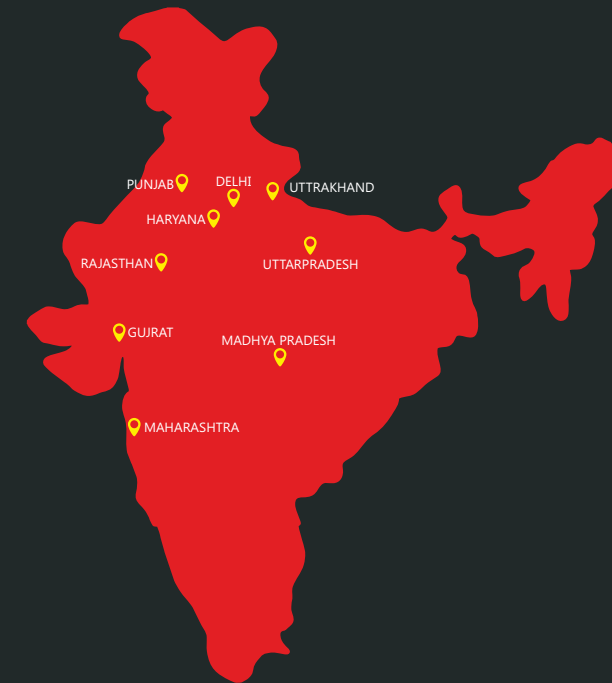 PUNJAB
DELHI
UTTRAKHAND
HARYANA
RAJASTHAN
UTTARPRADESH
GUJRAT
MADHYA PRADESH
MAHARASHTRA